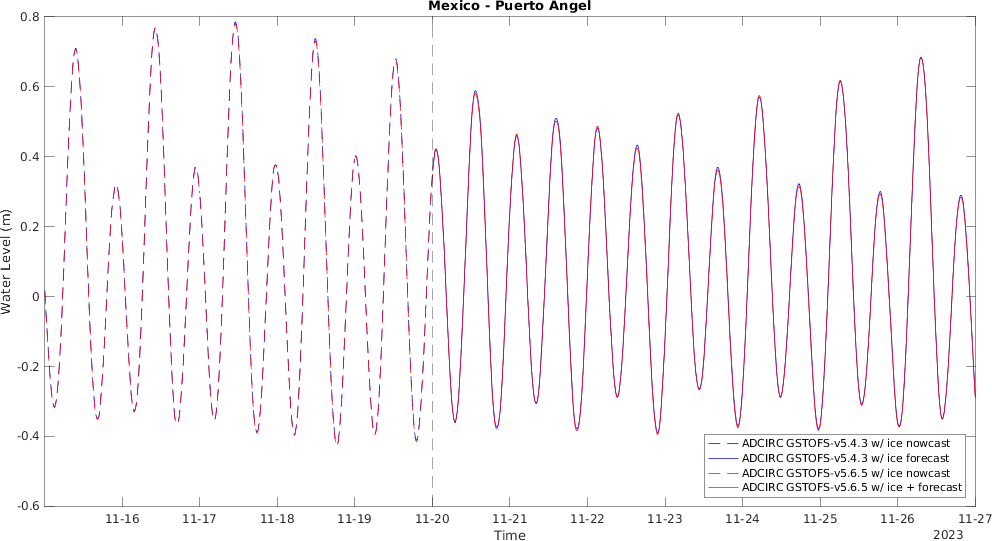 Mexico - Puerto Angel
Water Level (m)
0.8
0.6
0.4
0.2
0
-0.2
-0.4
-0.6
ADCIRC GSTOFS-v5.4.3 w/ ice nowcast
ADCIRC GSTOFS-v5.4.3 w/ ice forecast
ADCIRC GSTOFS-v5.6.5 w/ ice nowcast
ADCIRC GSTOFS-v5.6.5 w/ ice + forecast
11-16 11-17 11-18 11-19 11-20 11-21 11-22 11-23 11-24 11-25 11-26 11-27
Time
2023